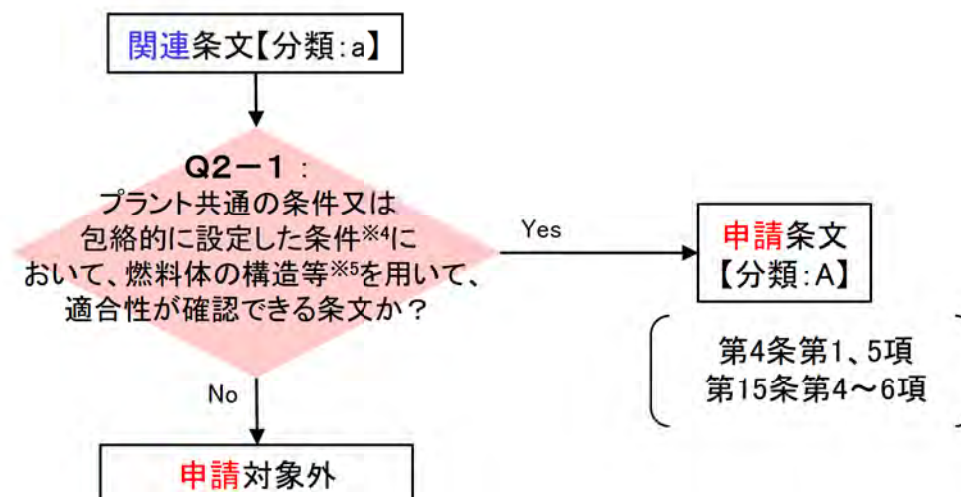 関連条文【分類:a】
Q2－1:
プラント共通の条件又は
包絡的に設定した条件※4に
おいて、燃料体の構造等※5を用いて、
適合性が確認できる条文か？
Yes
申請条文
【分類:A】
第4条第1、5項
第15条第4～6項
No
申請対象外